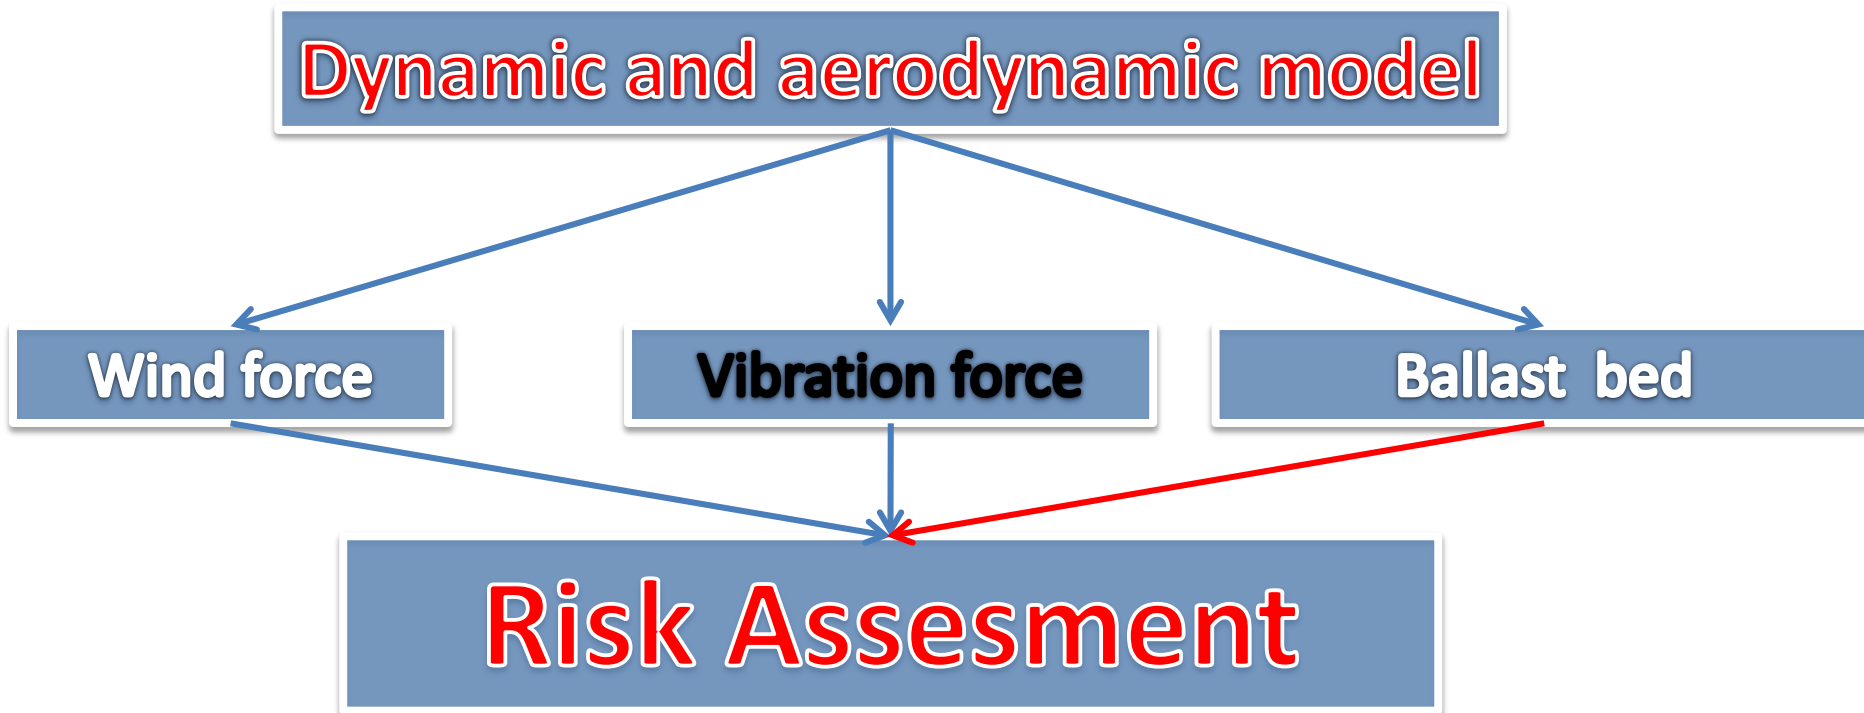 Dynamic and aerodynamic model
Wind force
Vibration force
Ballast bed
Risk Assesment